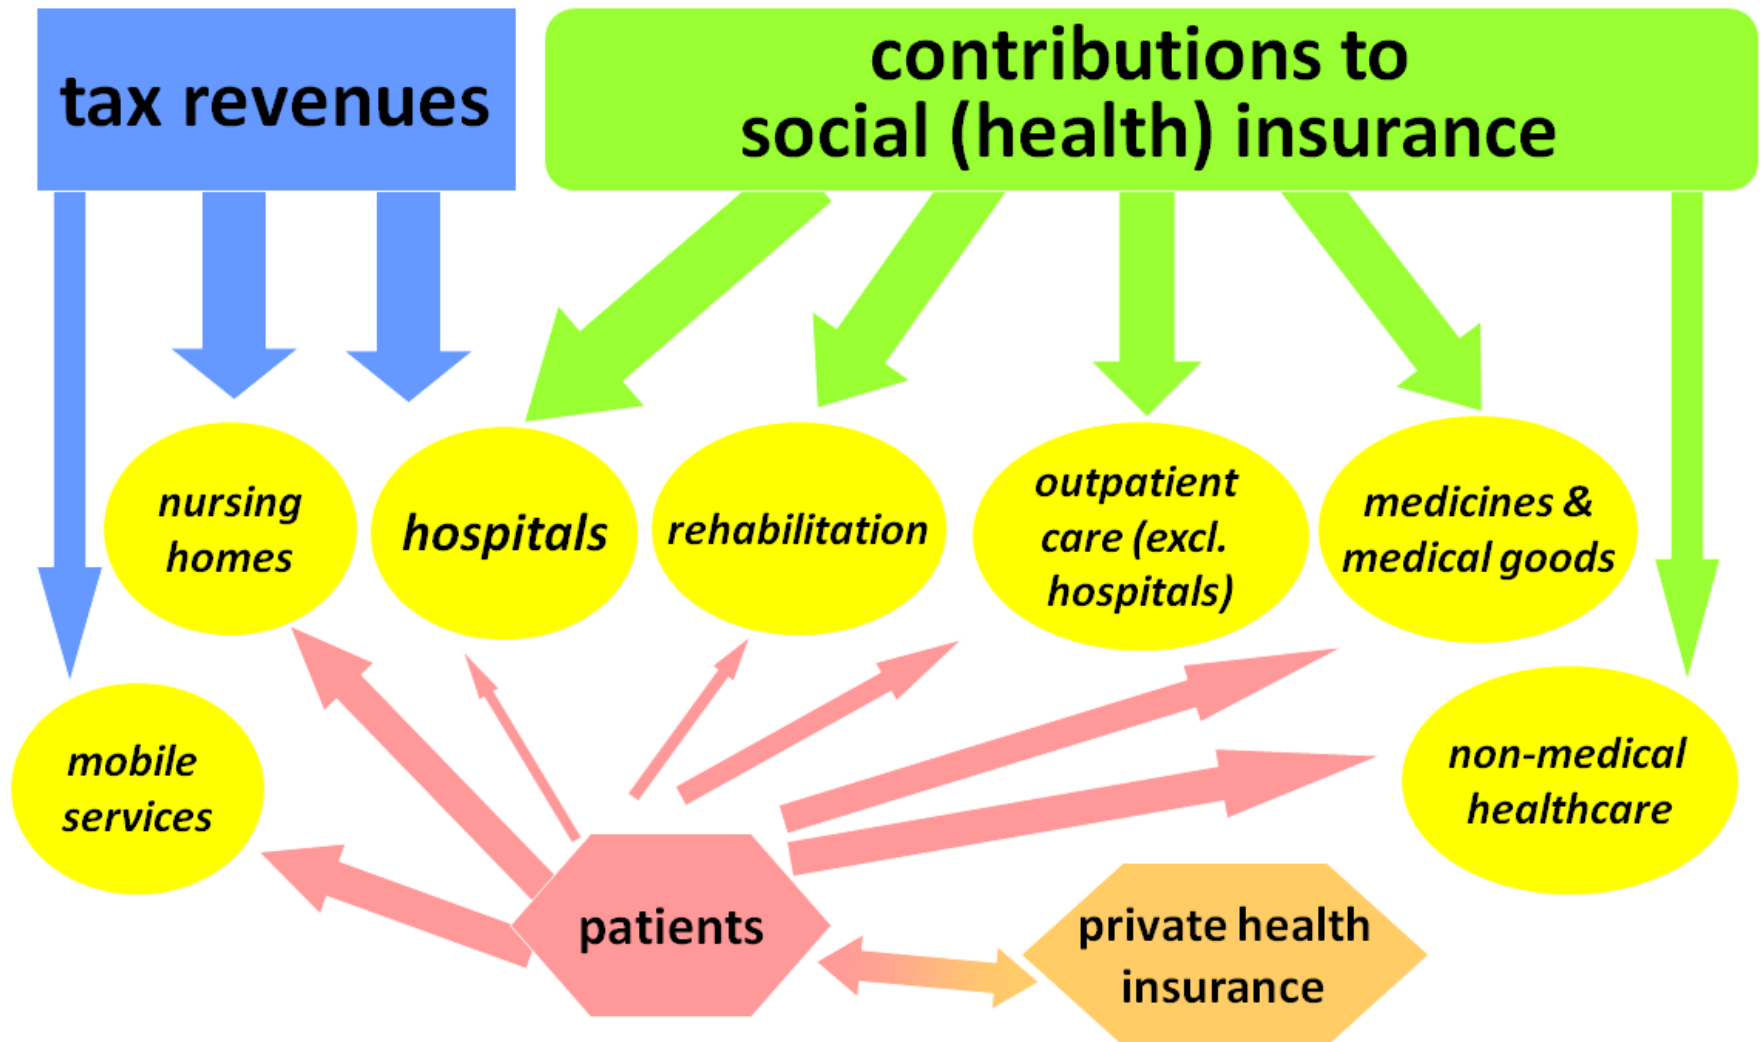 tax revenues
contributions to
social (health) insurance
nursing
homes
hospitals
rehabilitation
outpatient
care (excl.
hospitals)
medicines &
medical goods
mobile
services
non-medical
healthcare
patients
private health
insurance